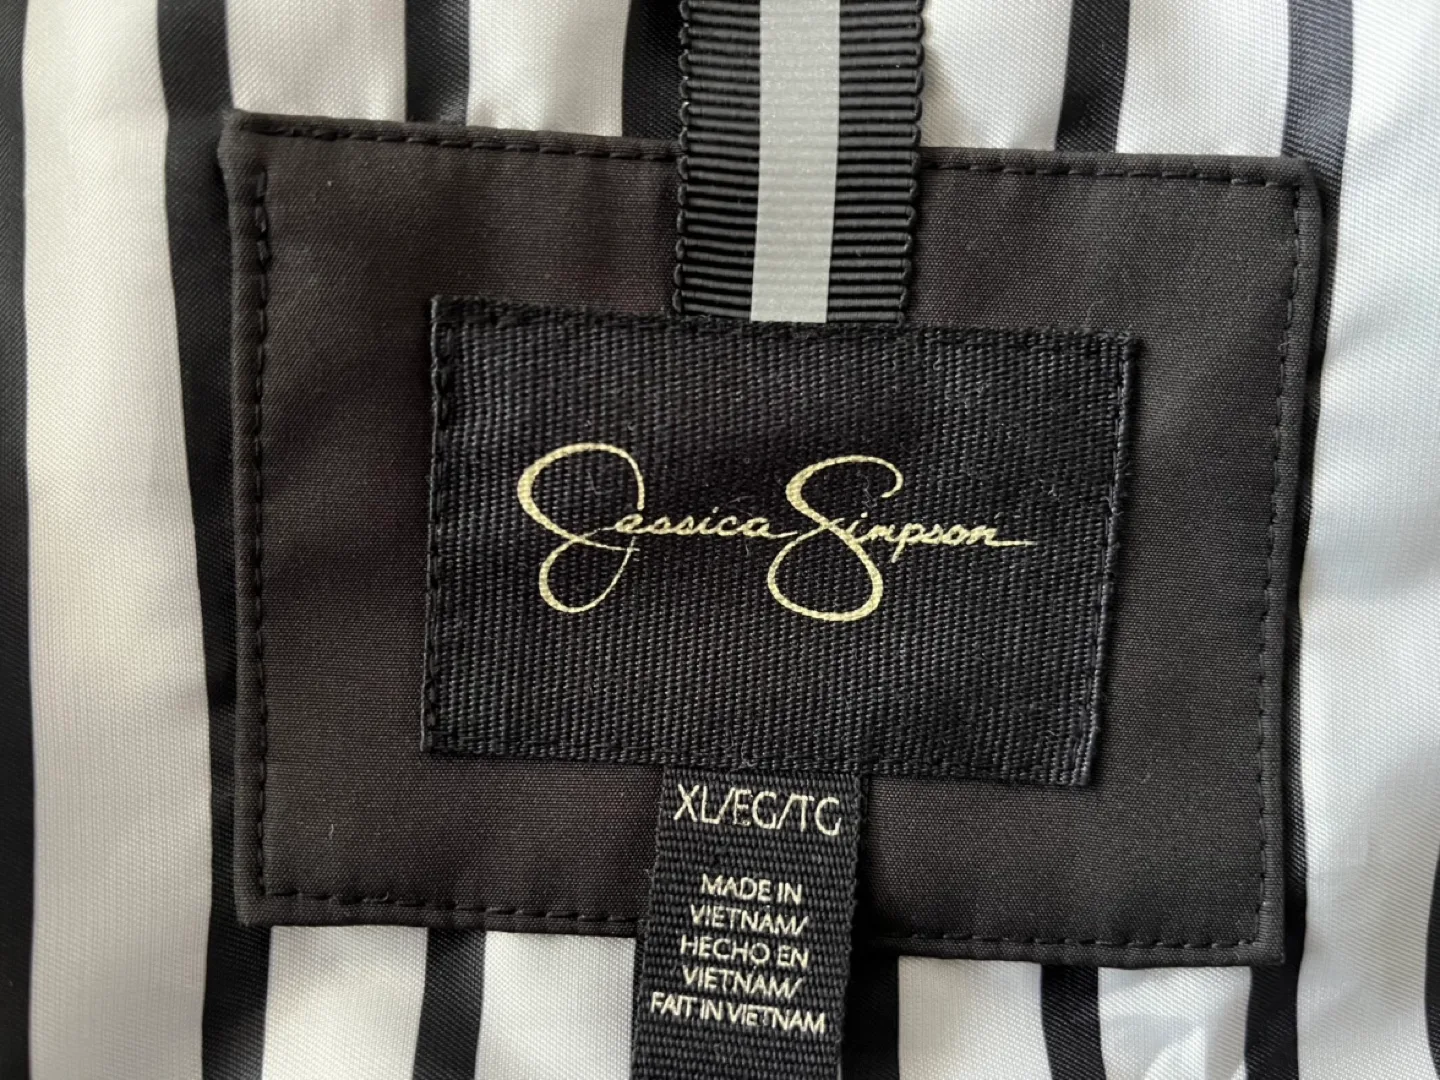 Jessica Simpson
XL/EG/TG
MADE IN
VIETNAM/
HECHO EN
VIETNAM/
FAIT IN VIETNAM